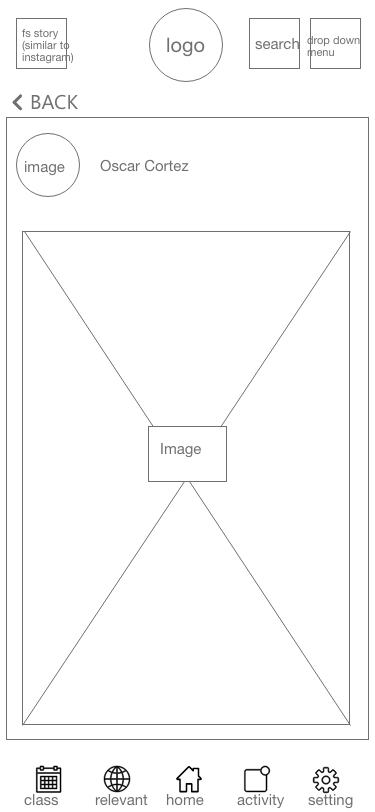 fs story
(similar to
instagram)
logo
search
drop down
menu
BACK
image
Oscar Cortez
Image
class
relevant
home
activity
setting